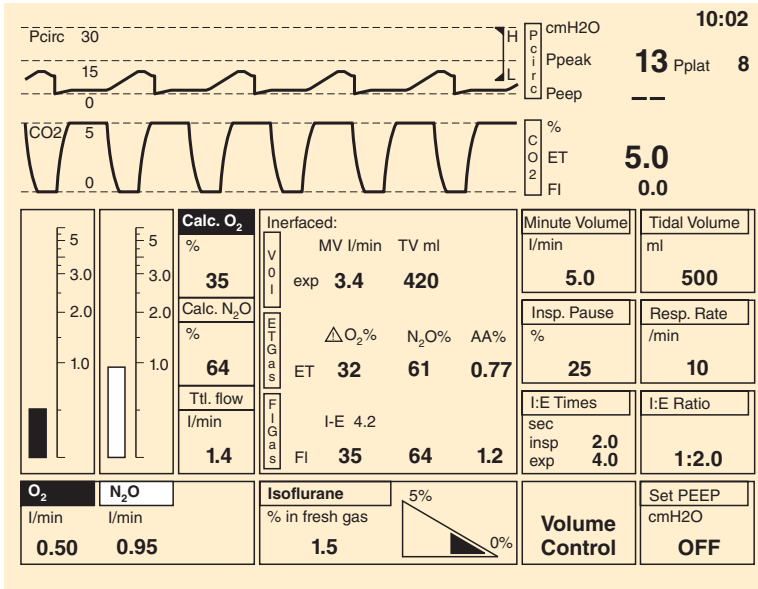 10:02
Pcirc 30
15
0
H
L
Pcirc
cmH2O
Ppeak 13 Pplat 8
Peep — —
CO2 5
0
CO2
%
ET 5.0
FI 0.0
5
3.0
2.0
1.0
5
3.0
2.0
1.0
Calc. O2
%
35
Calc. N2O
%
64
Ttl. flow
l/min
1.4
Inerfaced:
V0l
MV l/min TV ml
exp 3.4 420
ETGas
⚠O2% N2O% AA%
ET 32 61 0.77
FIGas
I-E 4.2
FI 35 64 1.2
Minute Volume
l/min
5.0
Tidal Volume
ml
500
Insp. Pause
%
25
Resp. Rate
/min
10
I:E Times
sec
insp 2.0
exp 4.0
I:E Ratio
1:2.0
O2
l/min
0.50
N2O
l/min
0.95
Isoflurane
% in fresh gas
1.5
5%
0%
Volume
Control
Set PEEP
cmH2O
OFF